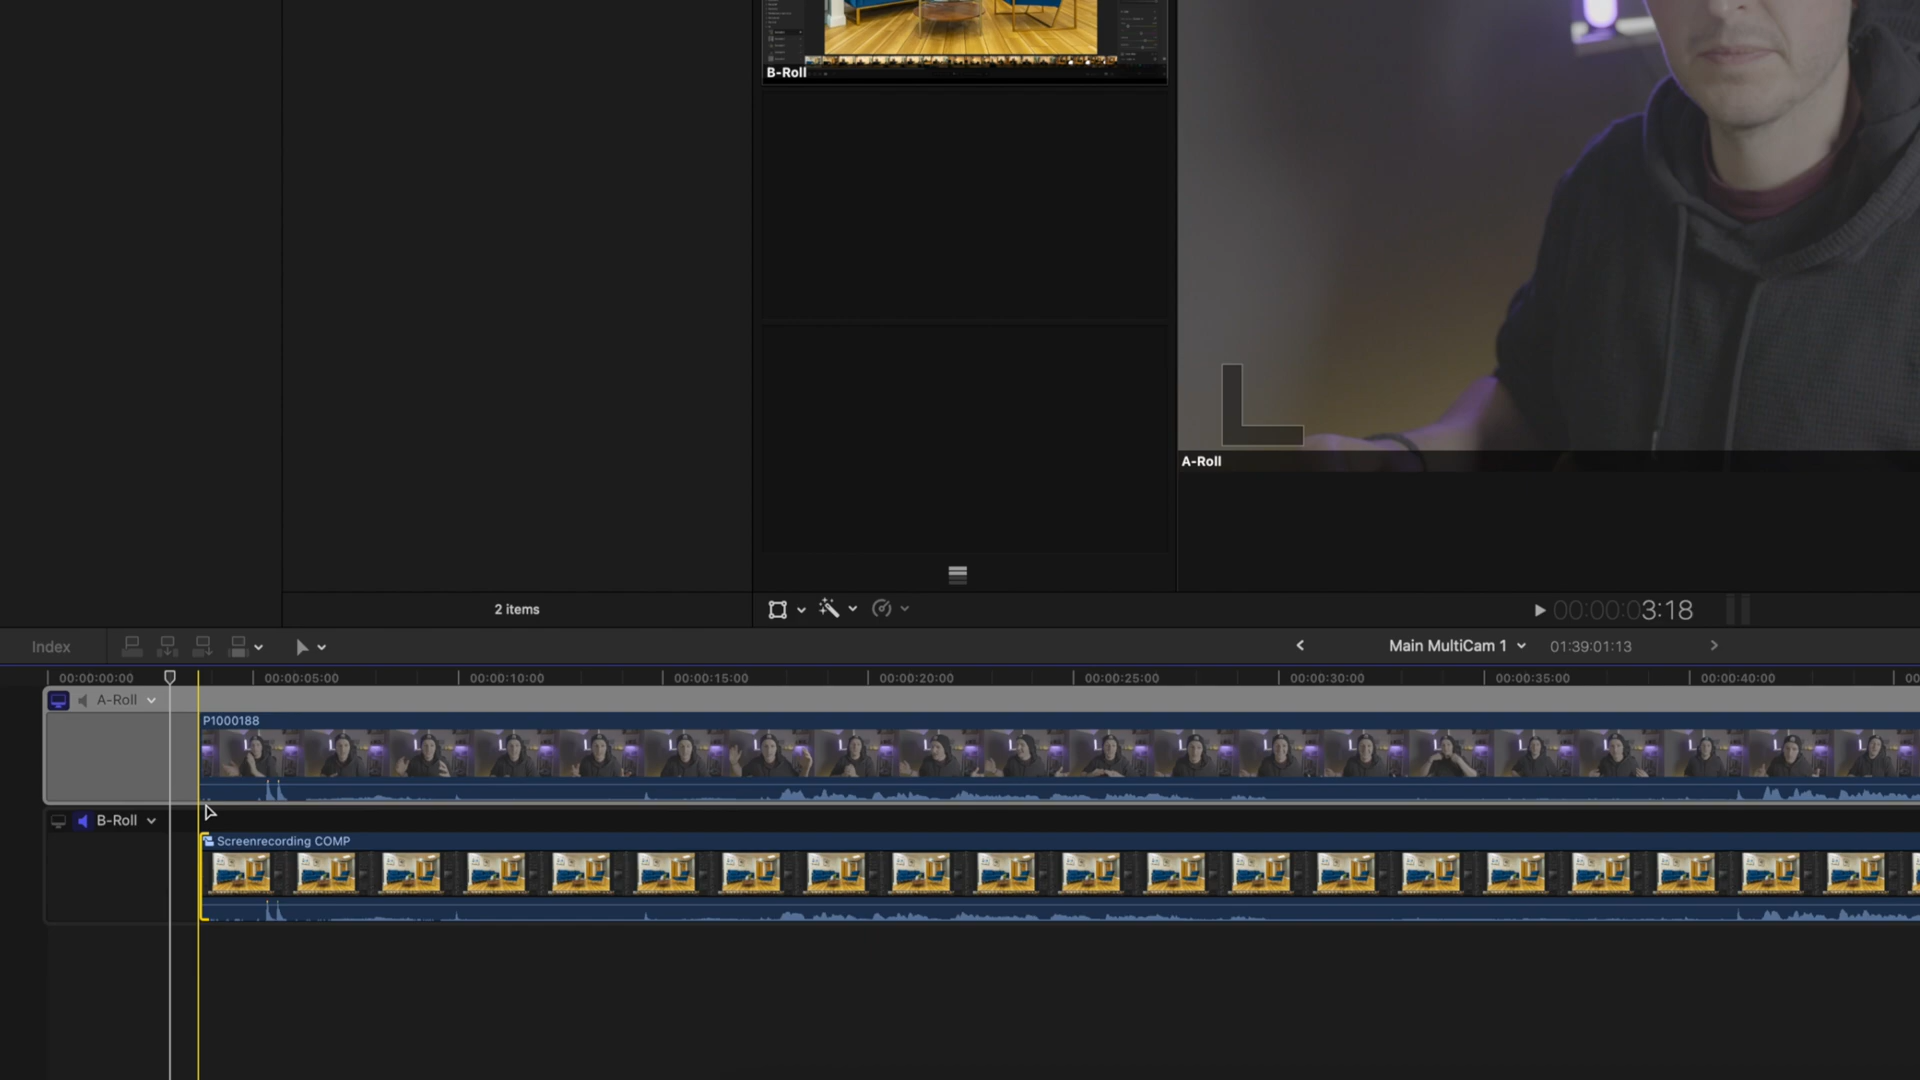 B-Roll
A-Roll
2 items
00:00:03:18
Index
Main MultiCam 1
01:39:01:13
00:00:00:00
00:00:05:00
00:00:10:00
00:00:15:00
00:00:20:00
00:00:25:00
00:00:30:00
00:00:35:00
00:00:40:00
00
A-Roll
P1000188
B-Roll
Screenrecording COMP